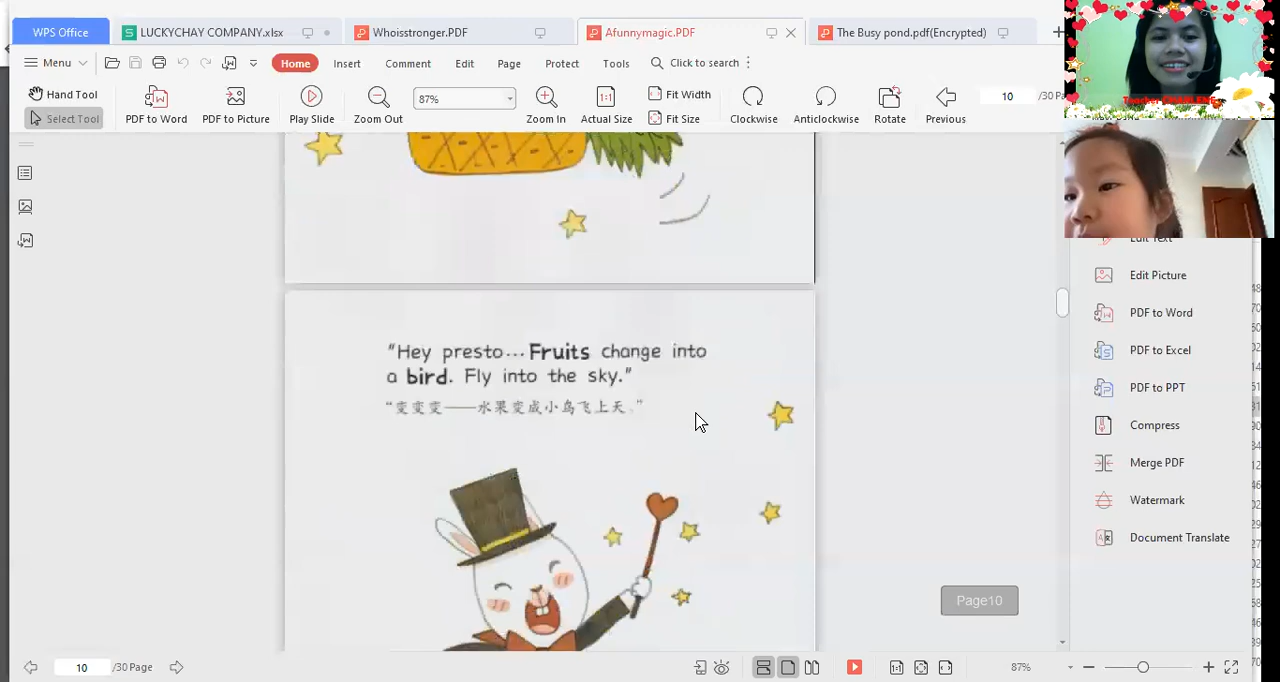 WPS Office
LUCKYCHAY COMPANY.xlsx
Whoisstronger.PDF
Afunnymagic.PDF
The Busy pond.pdf(Encrypted)
Menu
Home
Insert
Comment
Edit
Page
Protect
Tools
Click to search
Hand Tool
Select Tool
PDF to Word
PDF to Picture
Play Slide
Zoom Out
87%
Zoom In
Actual Size
Fit Width
Fit Size
Clockwise
Anticlockwise
Rotate
Previous
10
/30
"Hey presto... Fruits change into
a bird. Fly into the sky."
“变变变——水果变成小鸟飞上天。”
Edit Text
Edit Picture
PDF to Word
PDF to Excel
PDF to PPT
Compress
Merge PDF
Watermark
Document Translate
Page10
10
/30 Page
87%